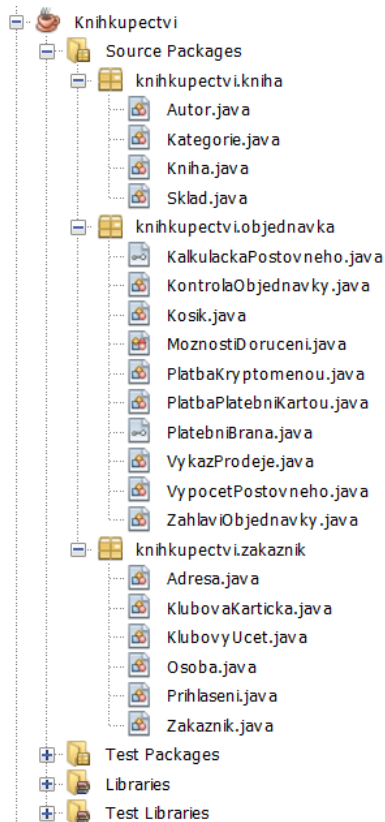 Knihkupectvi
Source Packages
knihkupectvi.kniha
Autor.java
Kategorie.java
Kniha.java
Sklad.java
knihkupectvi.objednavka
KalkulackaPostovneho.java
KontrolaObjednavky.java
Kosik.java
MoznostiDoruceni.java
PlatbaKryptomenou.java
PlatbaPlatebniKartou.java
PlatebniBrana.java
VykazProdeje.java
VypocetPostovneho.java
ZahlaviObjednavky.java
knihkupectvi.zakaznik
Adresa.java
KlubovaKarticka.java
KlubovyUcet.java
Osoba.java
Prihlaseni.java
Zakaznik.java
Test Packages
Libraries
Test Libraries